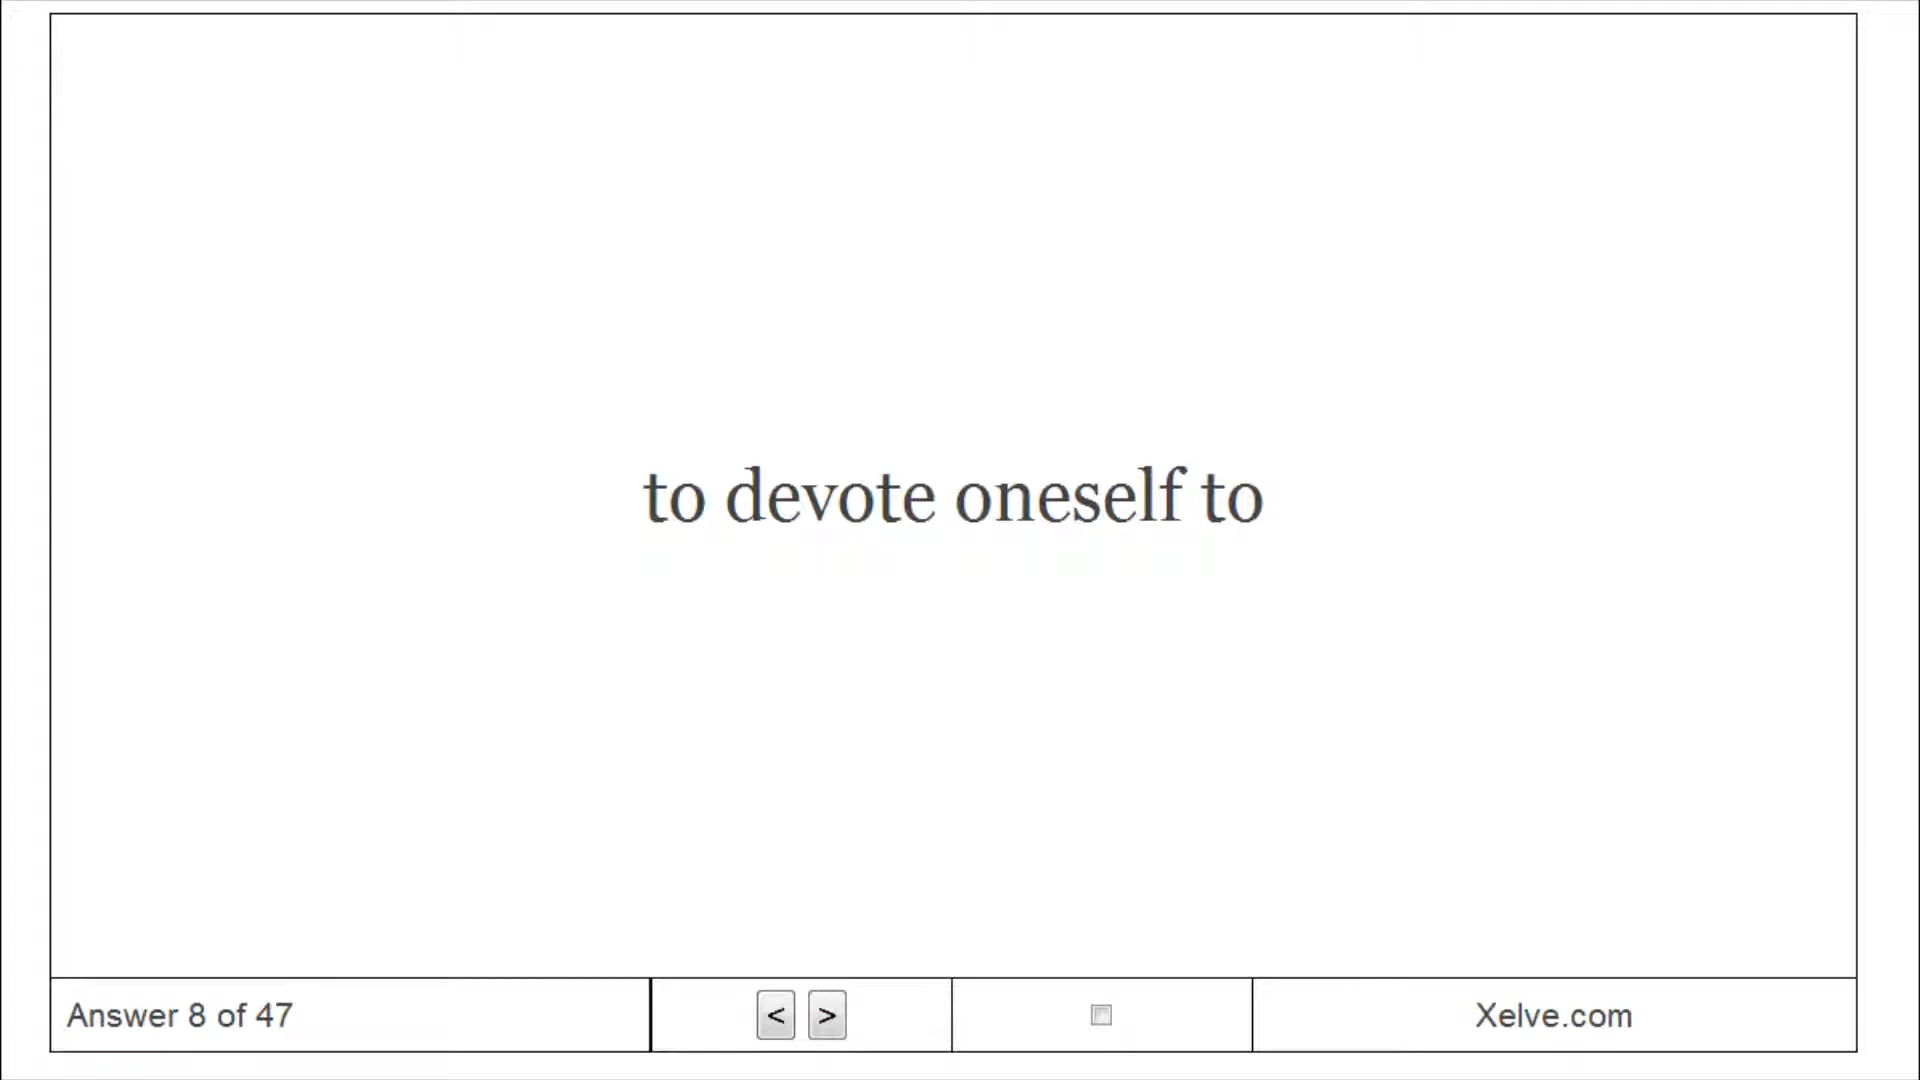 to devote oneself to
Answer 8 of 47
< >
Xelve.com